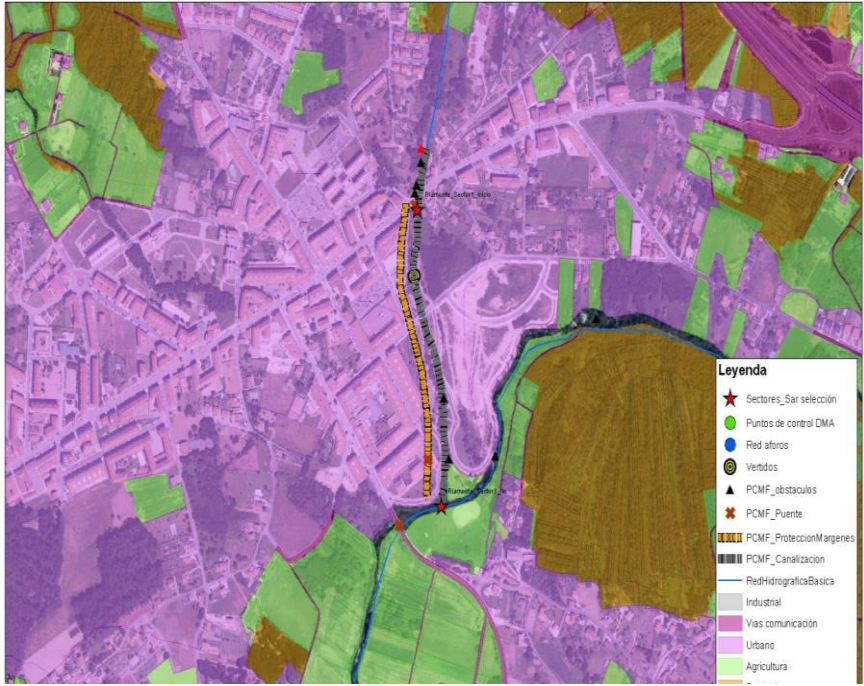 Riamonte_Sector1_inicio
Leyenda
Sectores_Sar selección
Puntos de control DMA
Red aforos
Vertidos
PCMF_obstaculos
PCMF_Puente
PCMF_ProteccionMargenes
PCMF_Canalizacion
RedHidrograficaBasica
Industrial
Vias comunicación
Urbano
Agricultura